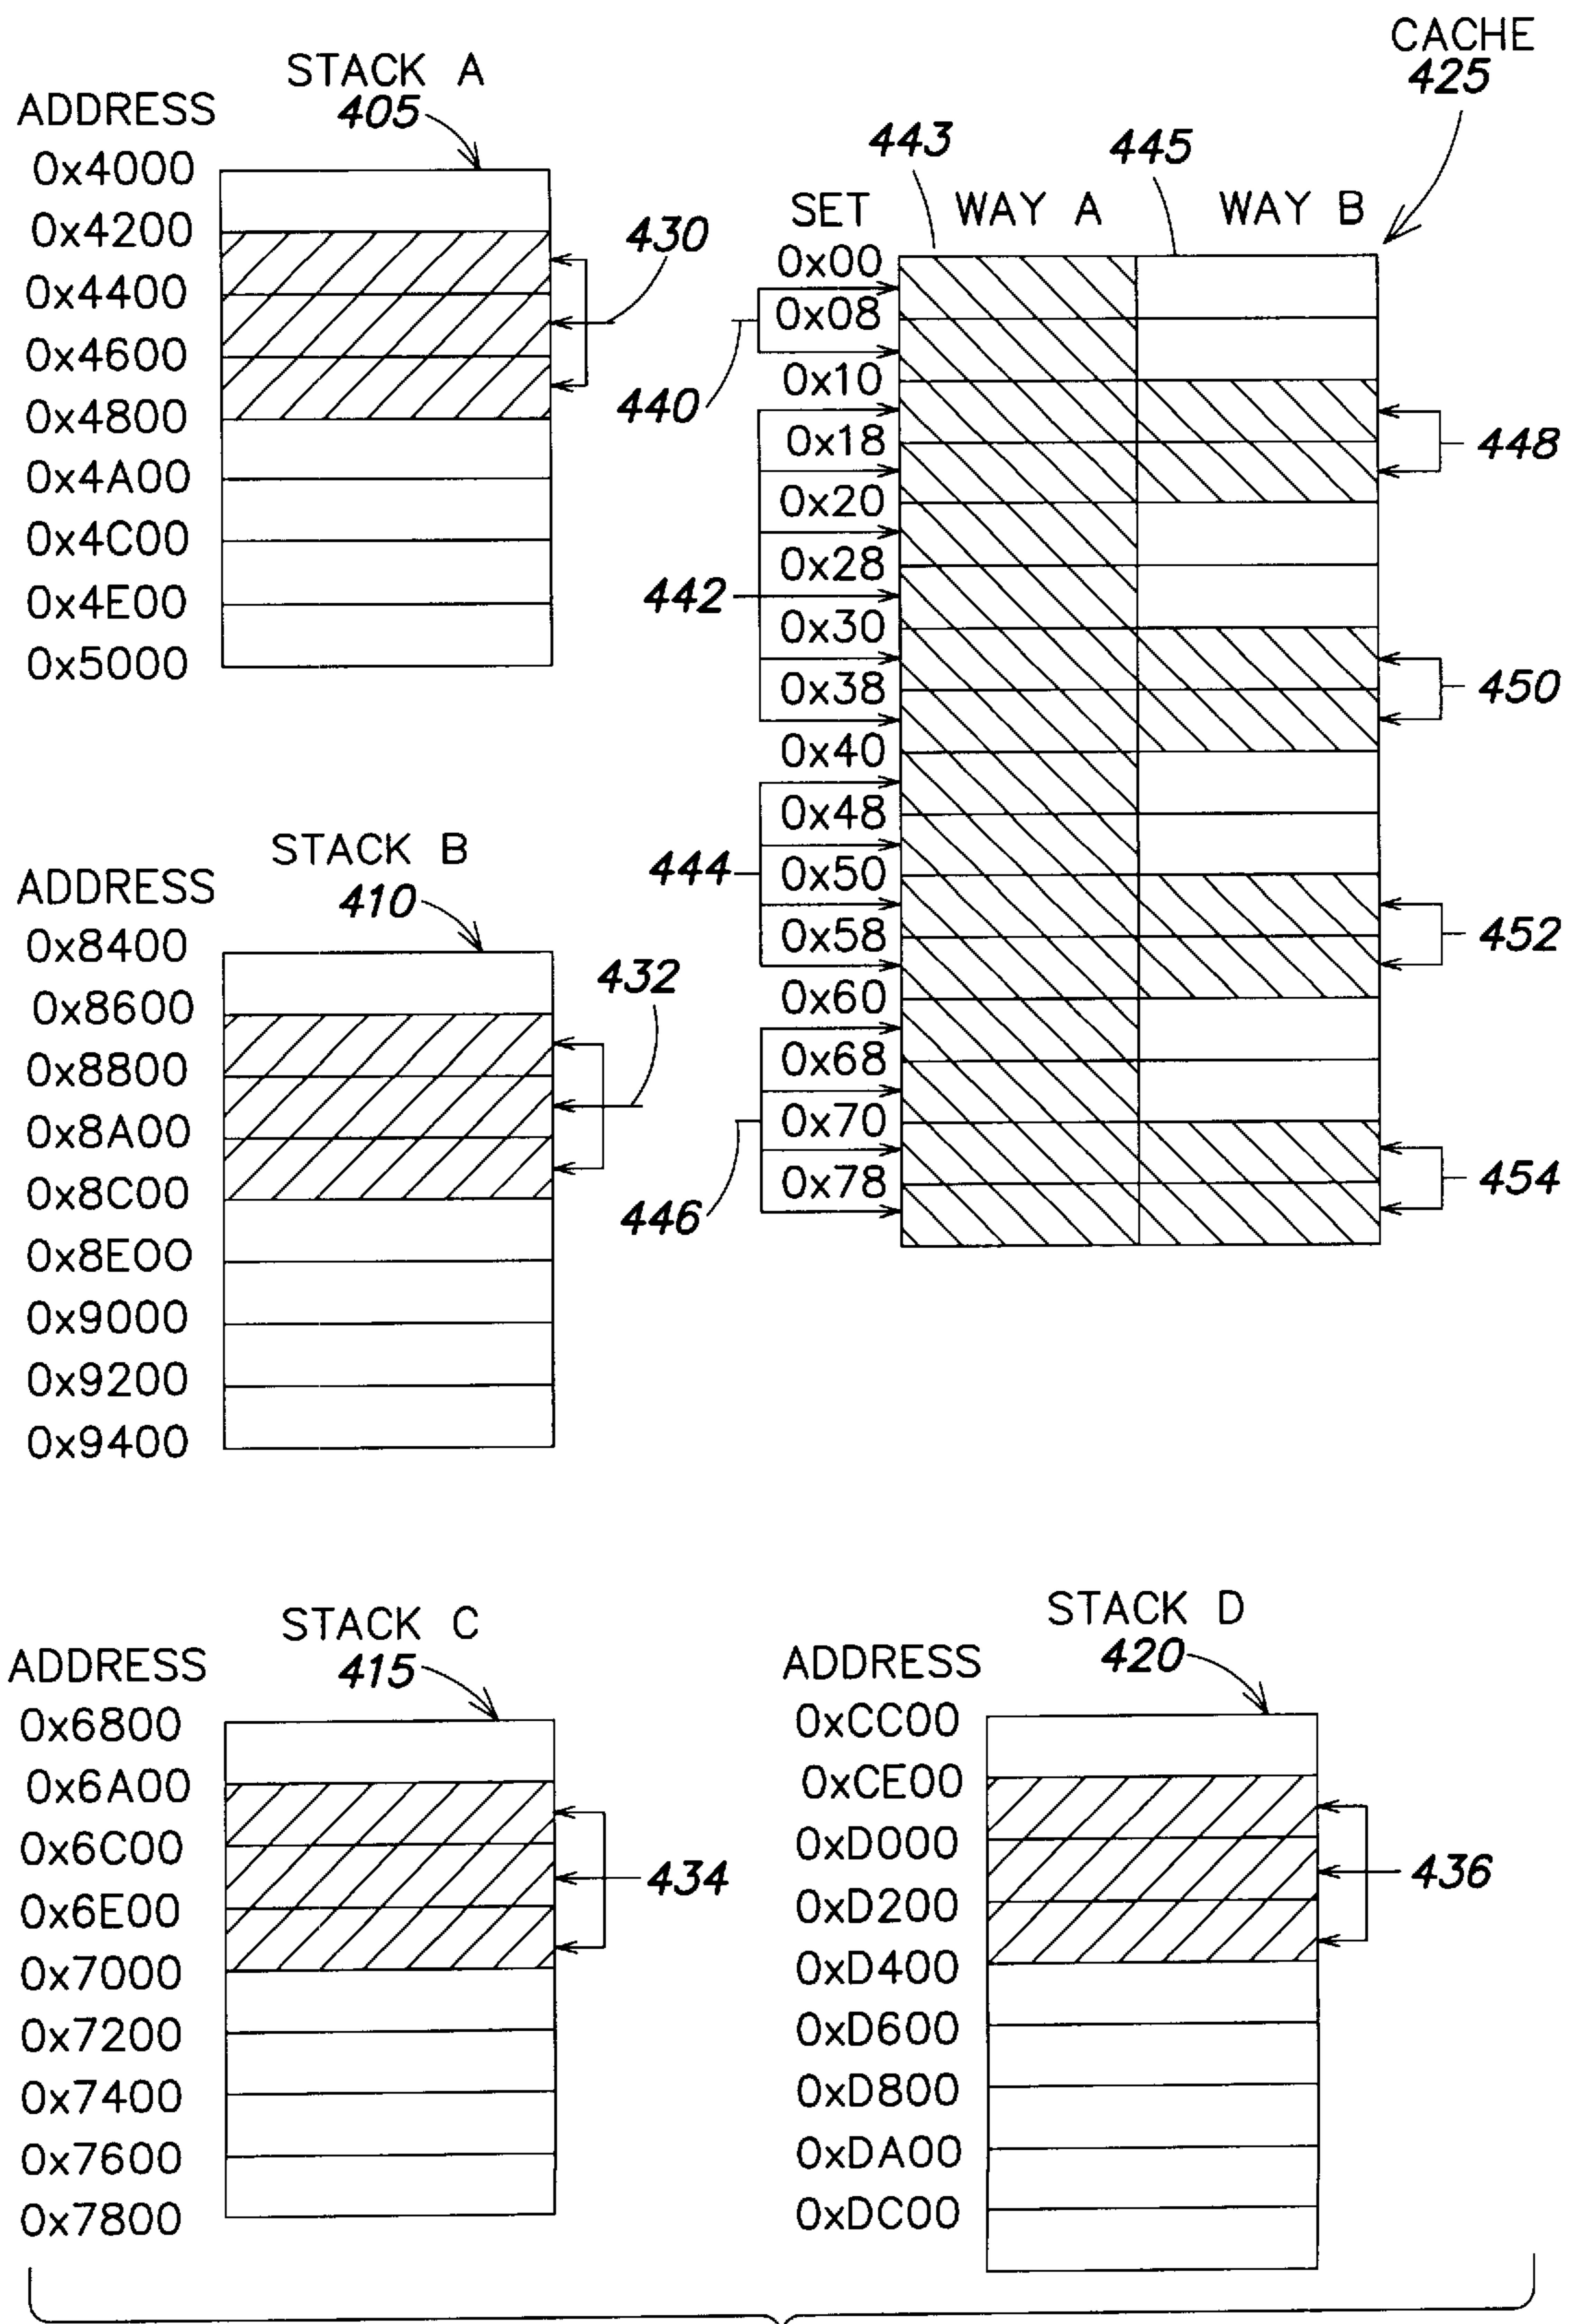 STACK A
405
ADDRESS
0x4000
0x4200
0x4400
0x4600
0x4800
0x4A00
0x4C00
0x4E00
0x5000
430
CACHE
425
443
445
SET WAY A WAY B
0x00
0x08
0x10
0x18
0x20
0x28
0x30
0x38
0x40
0x48
0x50
0x58
0x60
0x68
0x70
0x78
440
442
444
446
448
450
452
454
STACK B
410
ADDRESS
0x8400
0x8600
0x8800
0x8A00
0x8C00
0x8E00
0x9000
0x9200
0x9400
432
STACK C
415
ADDRESS
0x6800
0x6A00
0x6C00
0x6E00
0x7000
0x7200
0x7400
0x7600
0x7800
434
STACK D
420
ADDRESS
0xCC00
0xCE00
0xD000
0xD200
0xD400
0xD600
0xD800
0xDA00
0xDC00
436